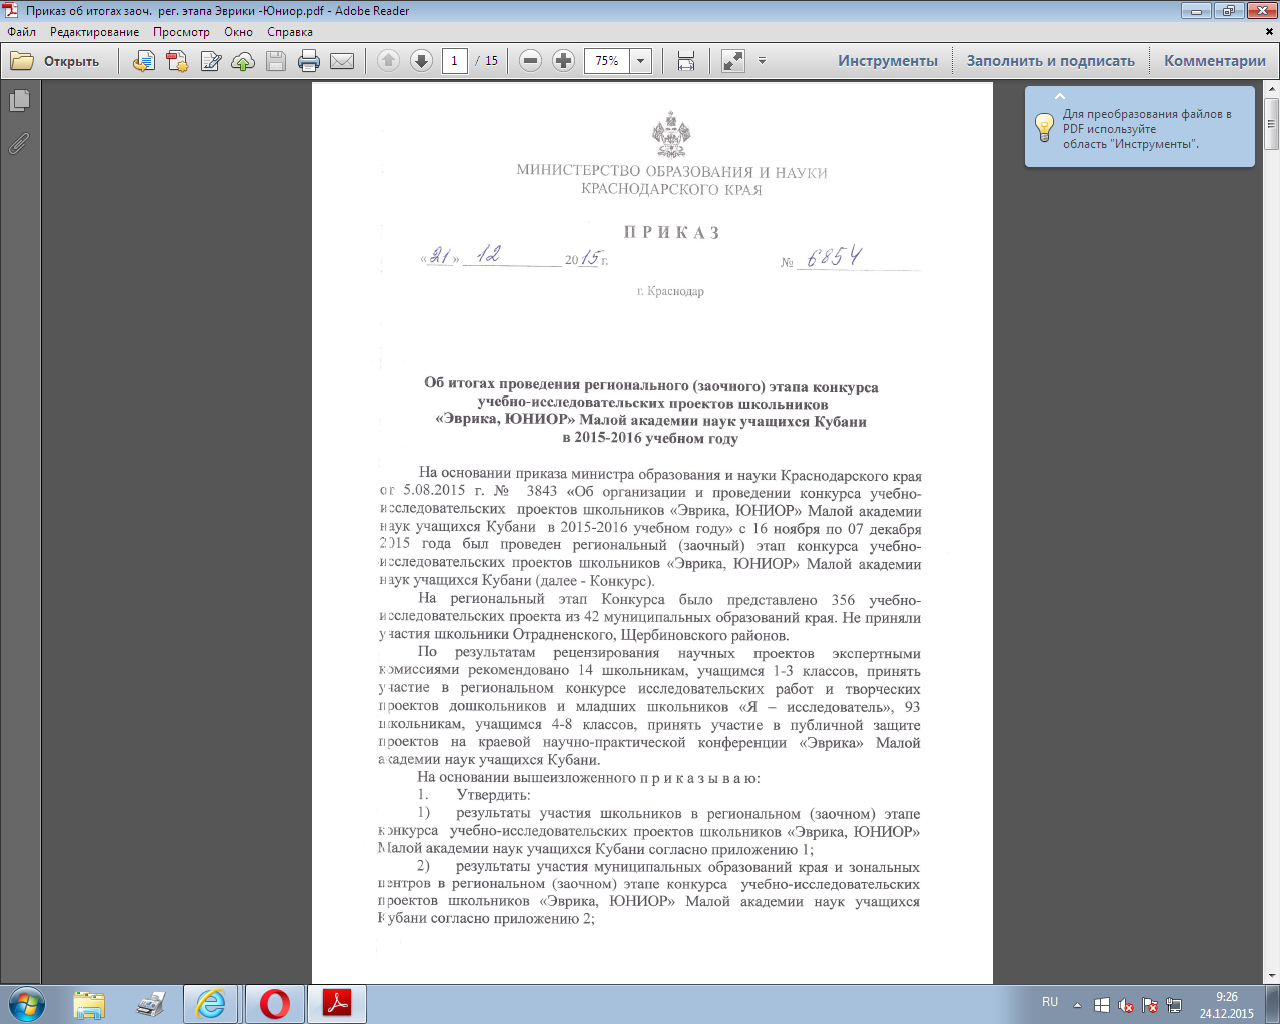 Приказ об итогах заоч. рег. этапа Эврики -Юниор.pdf - Adobe Reader
Файл Редактирование Просмотр Окно Справка
Открыть 1 / 15 75% Инструменты Заполнить и подписать Комментарии
Для преобразования файлов в
PDF используйте
область "Инструменты".
МИНИСТЕРСТВО ОБРАЗОВАНИЯ И НАУКИ
КРАСНОДАРСКОГО КРАЯ
ПРИКАЗ
«21» 12 2015 г. № 6854
г. Краснодар
Об итогах проведения регионального (заочного) этапа конкурса
учебно-исследовательских проектов школьников
«Эврика, ЮНИОР» Малой академии наук учащихся Кубани
в 2015-2016 учебном году
На основании приказа министра образования и науки Краснодарского края
от 5.08.2015 г. № 3843 «Об организации и проведении конкурса учебно-
исследовательских проектов школьников «Эврика, ЮНИОР» Малой академии
наук учащихся Кубани в 2015-2016 учебном году» с 16 ноября по 07 декабря
2015 года был проведен региональный (заочный) этап конкурса учебно-
исследовательских проектов школьников «Эврика, ЮНИОР» Малой академии
наук учащихся Кубани (далее - Конкурс).
На региональный этап Конкурса было представлено 356 учебно-
исследовательских проекта из 42 муниципальных образований края. Не приняли
участия школьники Отрадненского, Щербиновского районов.
По результатам рецензирования научных проектов экспертными
комиссиями рекомендовано 14 школьникам, учащимся 1-3 классов, принять
участие в региональном конкурсе исследовательских работ и творческих
проектов дошкольников и младших школьников «Я – исследователь», 93
школьникам, учащимся 4-8 классов, принять участие в публичной защите
проектов на краевой научно-практической конференции «Эврика» Малой
академии наук учащихся Кубани.
На основании вышеизложенного п р и к а з ы в а ю:
1. Утвердить:
1) результаты участия школьников в региональном (заочном) этапе
конкурса учебно-исследовательских проектов школьников «Эврика, ЮНИОР»
Малой академии наук учащихся Кубани согласно приложению 1;
2) результаты участия муниципальных образований края и зональных
центров в региональном (заочном) этапе конкурса учебно-исследовательских
проектов школьников «Эврика, ЮНИОР» Малой академии наук учащихся
Кубани согласно приложению 2;
RU 9:26
24.12.2015